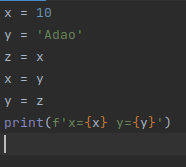 x = 10
y = 'Adao'
z = x
x = y
y = z
print(f'x={x} y={y}')